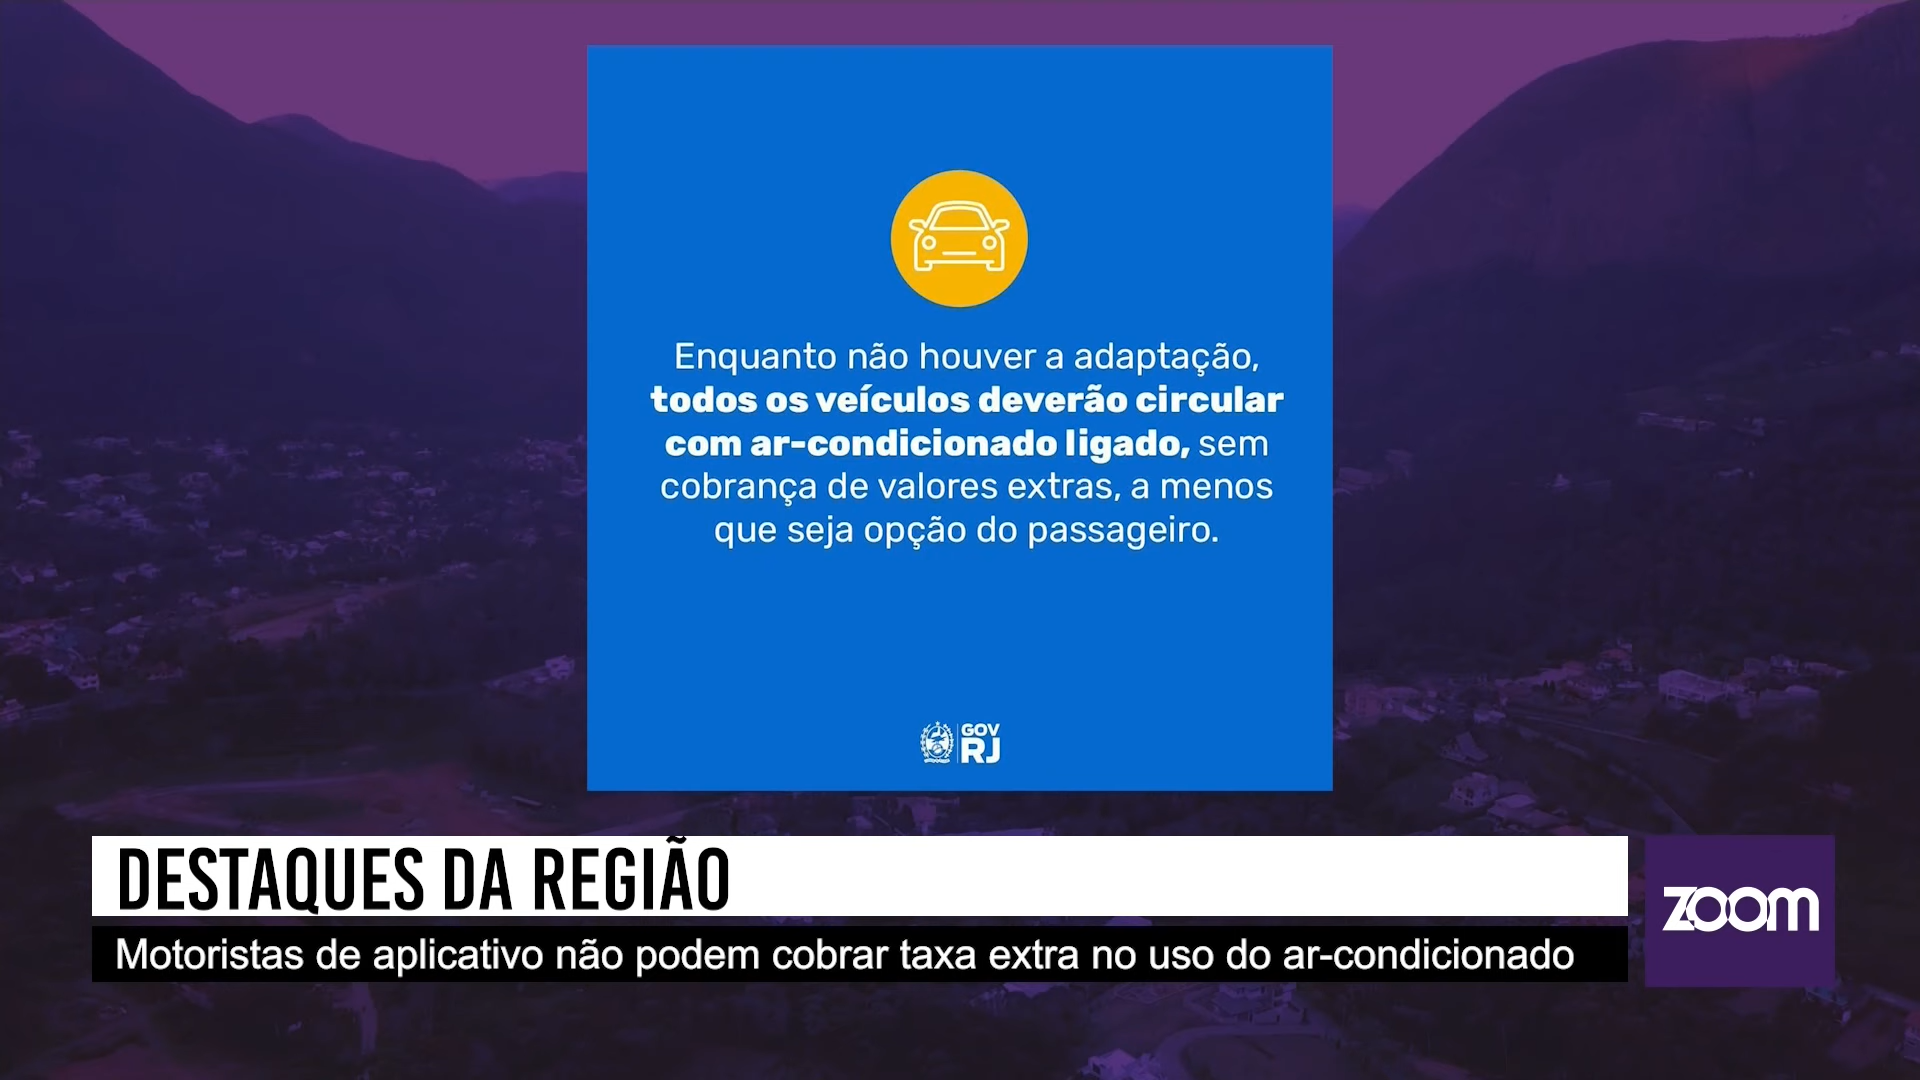 Enquanto não houver a adaptação,
todos os veículos deverão circular
com ar-condicionado ligado, sem
cobrança de valores extras, a menos
que seja opção do passageiro.
GOV
RJ
DESTAQUES DA REGIÃO
Motoristas de aplicativo não podem cobrar taxa extra no uso do ar-condicionado
zoom